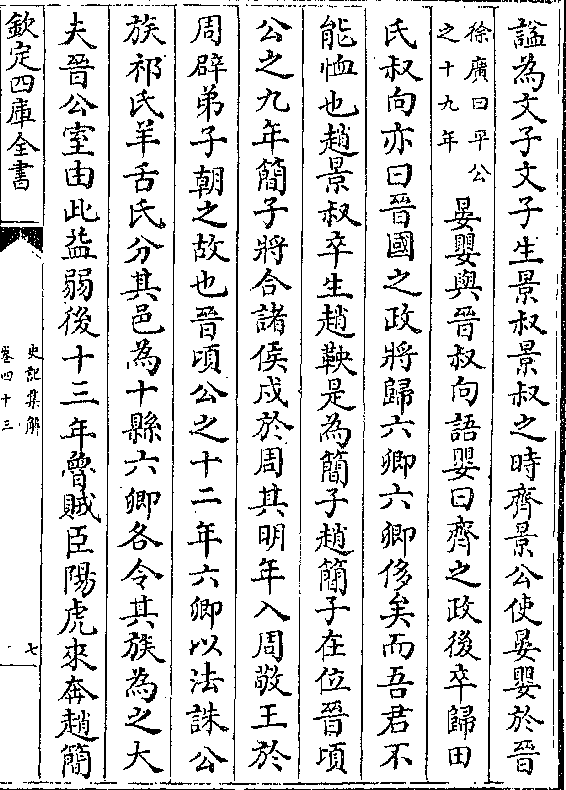 諡為文子文子生景叔景叔之時齊景公使晏嬰於晉
徐廣曰平公
之十九年
晏嬰與晉叔向語嬰曰齊之政後卒歸田
氏叔向亦曰晉國之政將歸六卿六卿侈矣而吾君不
能恤也趙景叔卒生趙鞅是為簡子趙簡子在位晉頃
公之九年簡子將合諸侯戍於周其明年入周敬王於
周辟弟子朝之故也晉頃公之十二年六卿以法誅公
族祁氏羊舌氏分其邑為十縣六卿各令其族為之大
夫晉公室由此益弱後十三年魯賊臣陽虎來奔趙簡
欽定四庫全書
史記集解
卷四十三
七